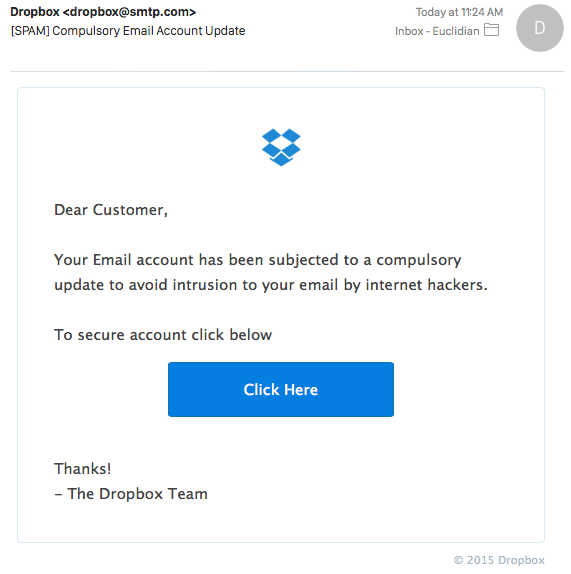 Dropbox <dropbox@smtp.com>
Today at 11:24 AM
[SPAM] Compulsory Email Account Update
Inbox - Euclidian
D
Dear Customer,
Your Email account has been subjected to a compulsory
update to avoid intrusion to your email by internet hackers.
To secure account click below
Click Here
Thanks!
– The Dropbox Team
© 2015 Dropbox